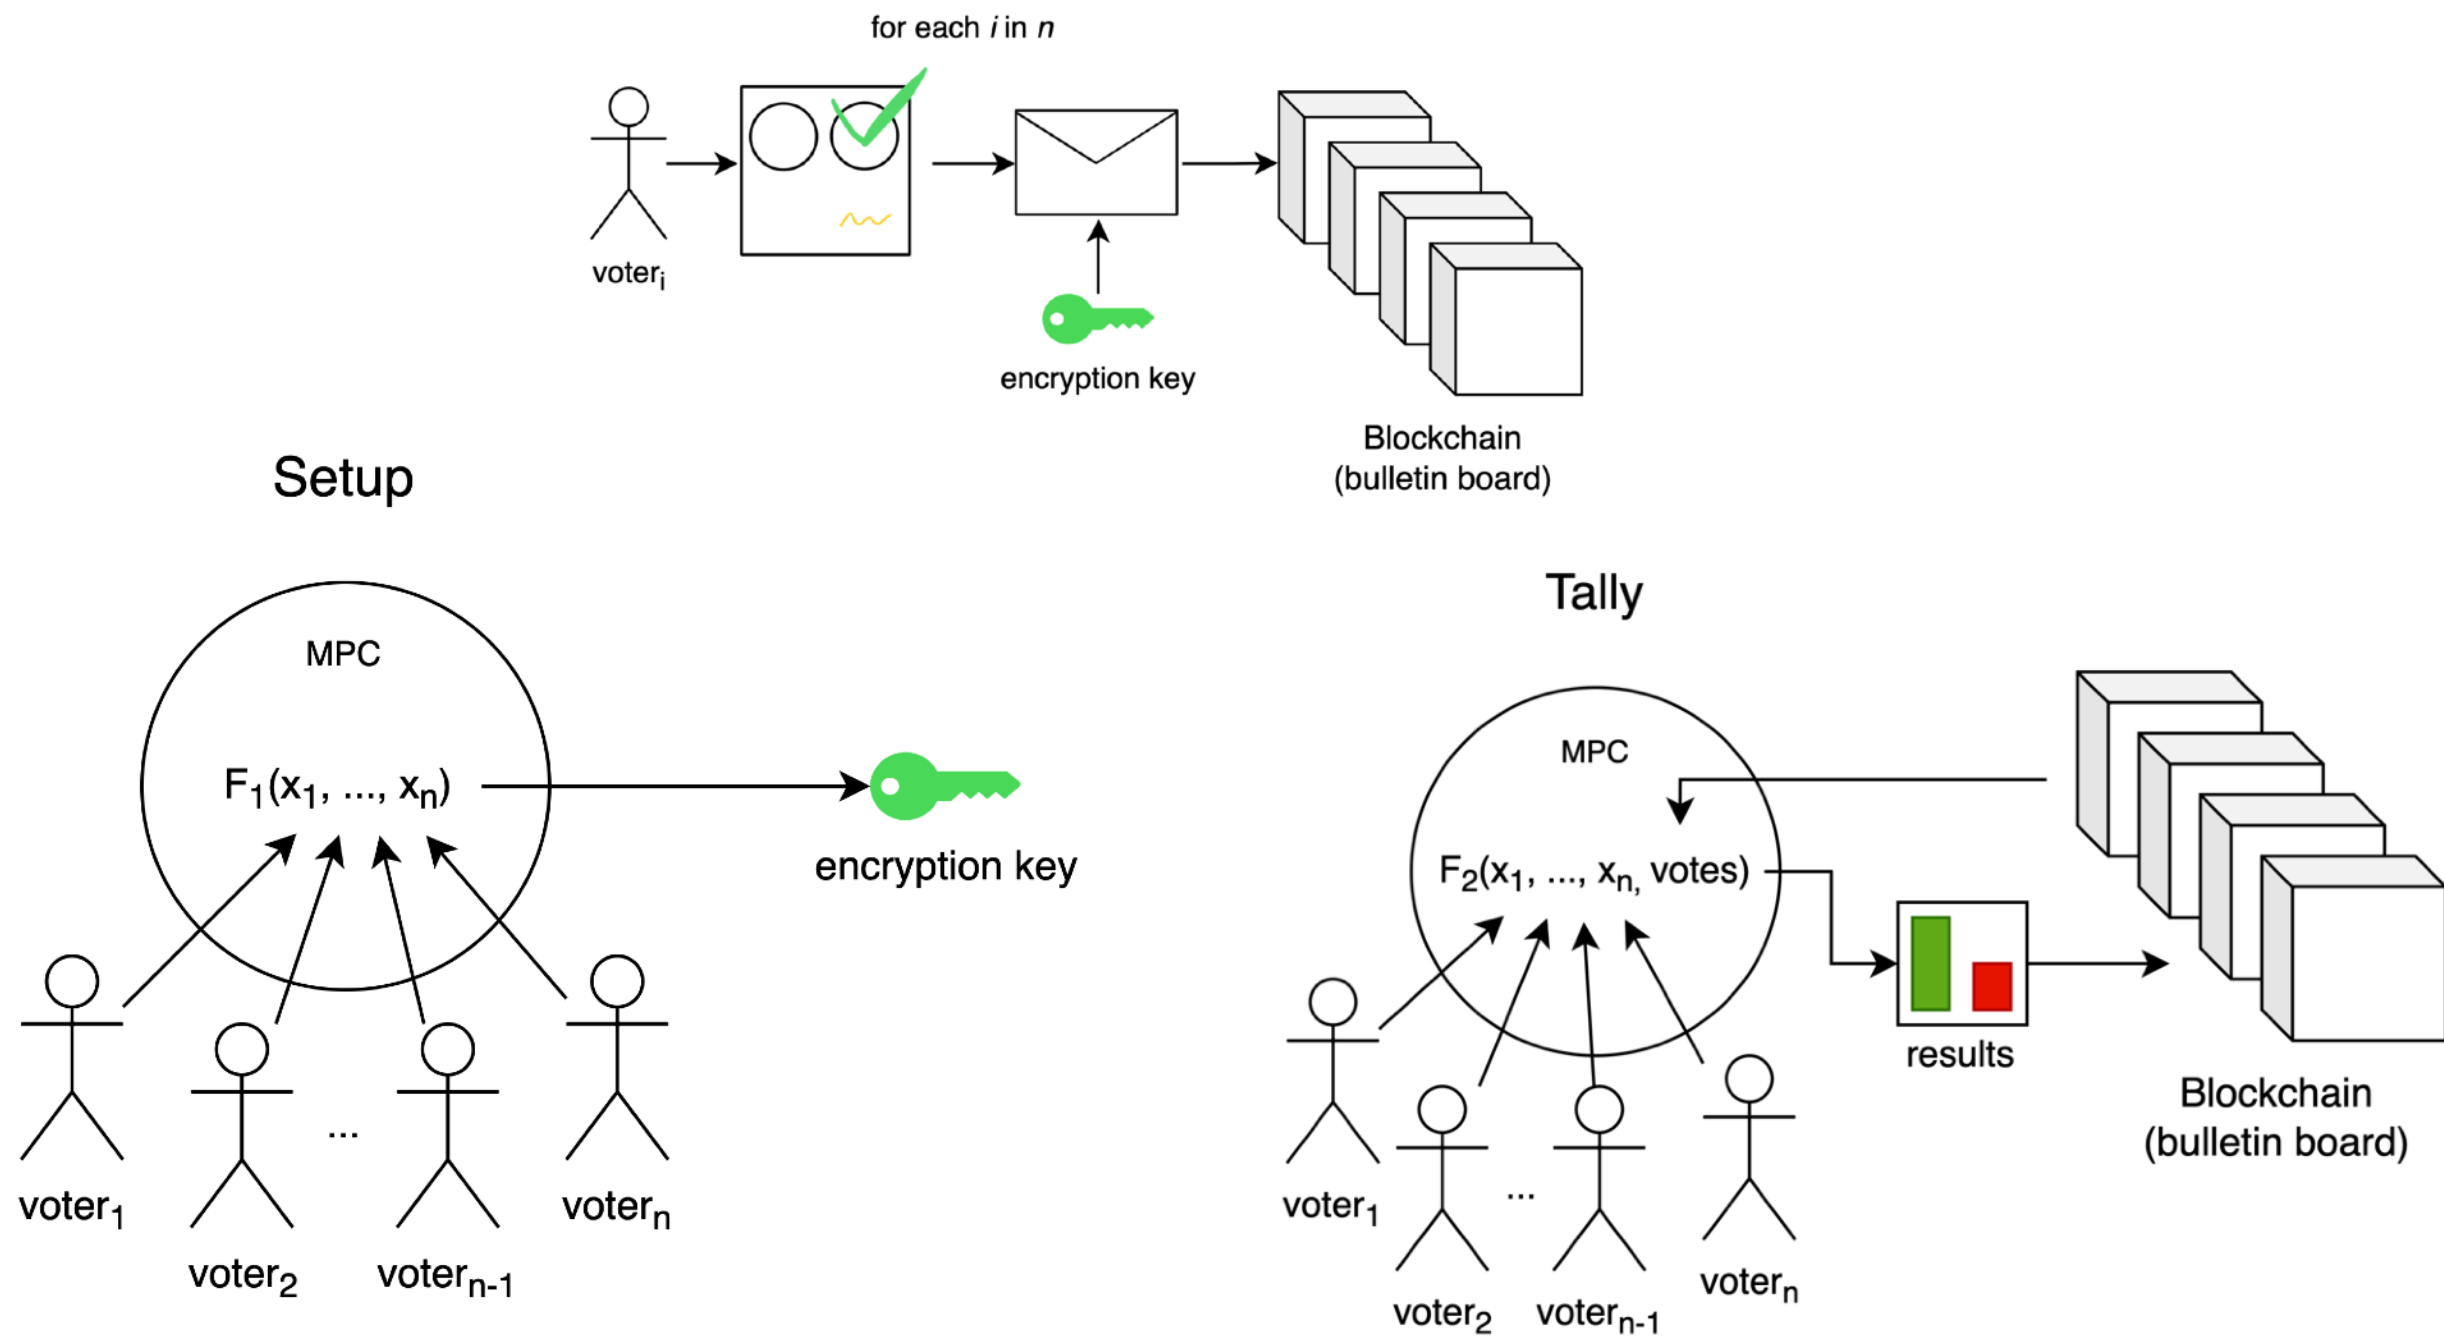 for each i in n
voterᵢ
encryption key
Blockchain
(bulletin board)
Setup
MPC
F₁(x₁, ..., xₙ)
encryption key
...
voter₁
voter₂
voterₙ₋₁
voterₙ
Tally
MPC
F₂(x₁, ..., xₙ, votes)
results
Blockchain
(bulletin board)
...
voter₁
voter₂
voterₙ₋₁
voterₙ